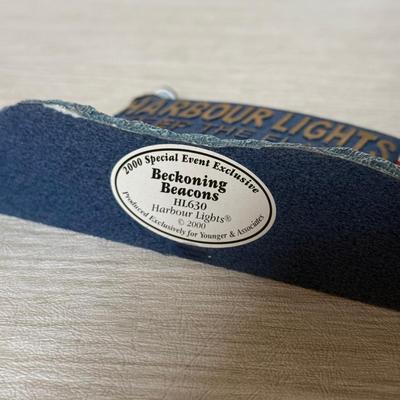 HARBOUR LIGHTS
2000 Special Event Exclusive
Beckoning
Beacons
HL630
Harbour Lights®
© 2000
Produced Exclusively for Younger & Associates